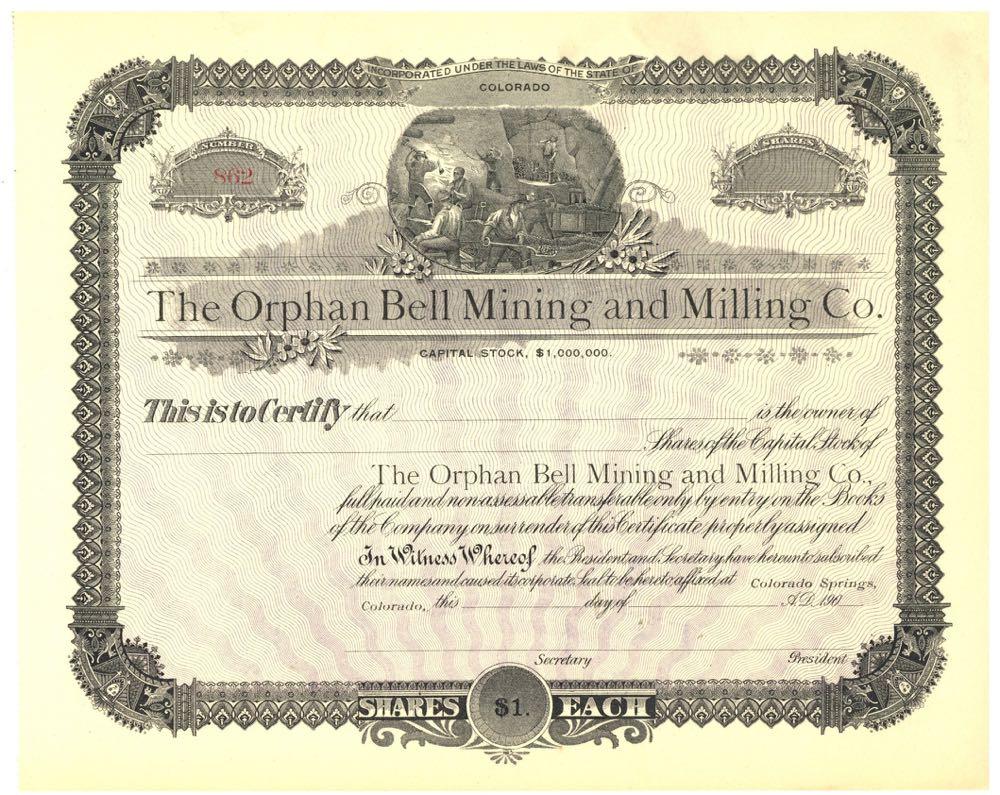 INCORPORATED UNDER THE LAWS OF THE STATE OF
COLORADO
NUMBER
862
SHARES
The Orphan Bell Mining and Milling Co.
CAPITAL STOCK, $1,000,000.
This is to Certify that is the owner of
Shares of the Capital Stock of
The Orphan Bell Mining and Milling Co.,
full paid and non assessable transferable only by entry on the Books
of the Company on surrender of this Certificate properly assigned
In Witness Whereof the President and Secretary have hereunto subscribed
their names and caused its corporate Seal to be hereto affixed at Colorado Springs,
Colorado, this day of A.D. 190
Secretary President
SHARES $1. EACH